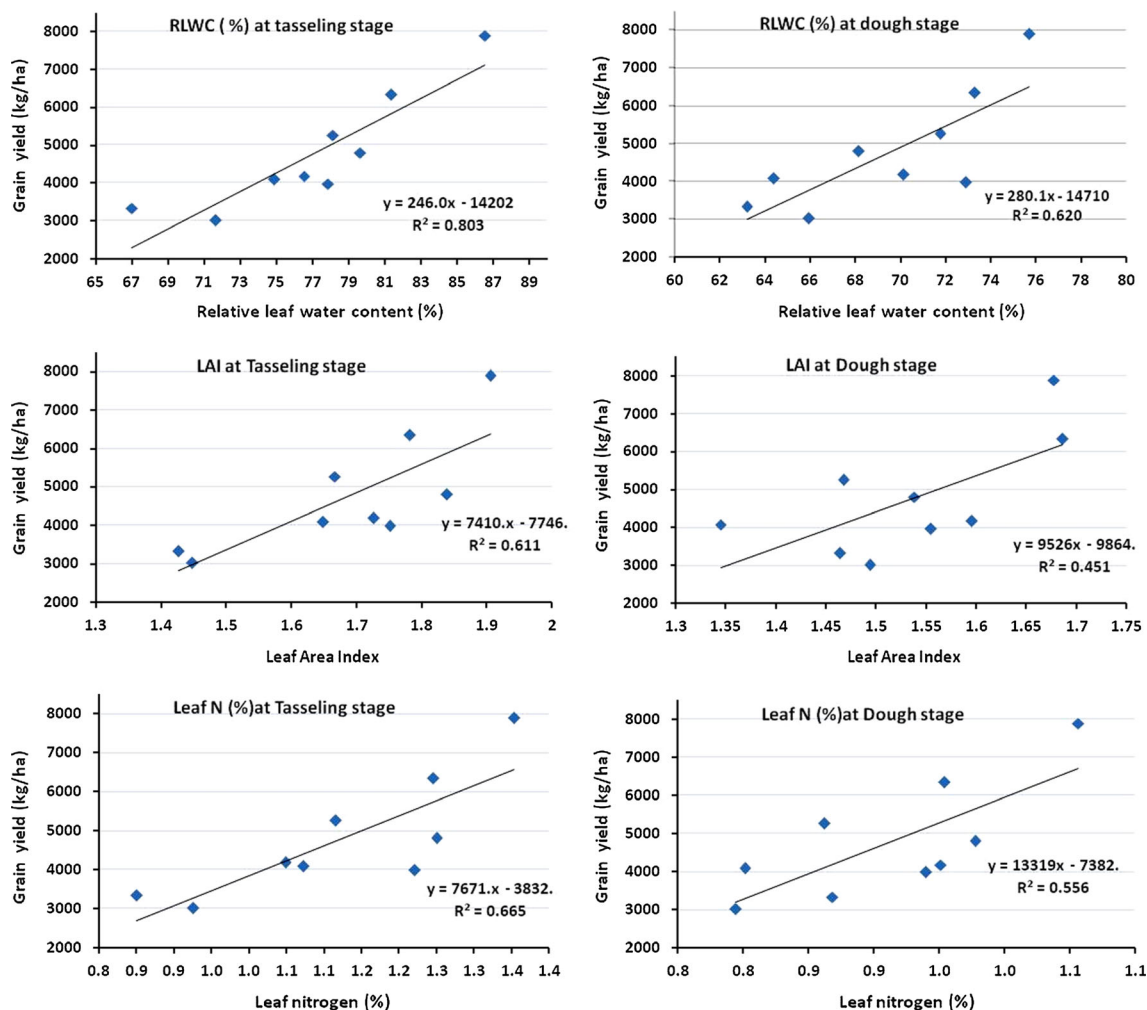 RLWC ( %) at tasseling stage
Grain yield (kg/ha)
8000
7000
6000
5000
4000
3000
2000
y = 246.0x - 14202
R² = 0.803
65 67 69 71 73 75 77 79 81 83 85 87 89
Relative leaf water content (%)
RLWC (%) at dough stage
Grain yield (kg/ha)
8000
7000
6000
5000
4000
3000
2000
y = 280.1x - 14710
R² = 0.620
60 62 64 66 68 70 72 74 76 78 80
Relative leaf water content (%)
LAI at Tasseling stage
Grain yield (kg/ha)
8000
7000
6000
5000
4000
3000
2000
y = 7410.x - 7746.
R² = 0.611
1.3 1.4 1.5 1.6 1.7 1.8 1.9 2
Leaf Area Index
LAI at Dough stage
Grain yield (kg/ha)
8000
7000
6000
5000
4000
3000
2000
y = 9526x - 9864.
R² = 0.451
1.3 1.35 1.4 1.45 1.5 1.55 1.6 1.65 1.7 1.75
Leaf Area Index
Leaf N (%)at Tasseling stage
Grain yield (kg/ha)
8000
7000
6000
5000
4000
3000
2000
y = 7671.x - 3832.
R² = 0.665
0.8 0.9 0.9 1.0 1.0 1.1 1.1 1.2 1.2 1.3 1.3 1.4 1.4
Leaf nitrogen (%)
Leaf N (%)at Dough stage
Grain yield (kg/ha)
8000
7000
6000
5000
4000
3000
2000
y = 13319x - 7382.
R² = 0.556
0.8 0.8 0.9 0.9 1.0 1.0 1.1 1.1
Leaf nitrogen (%)